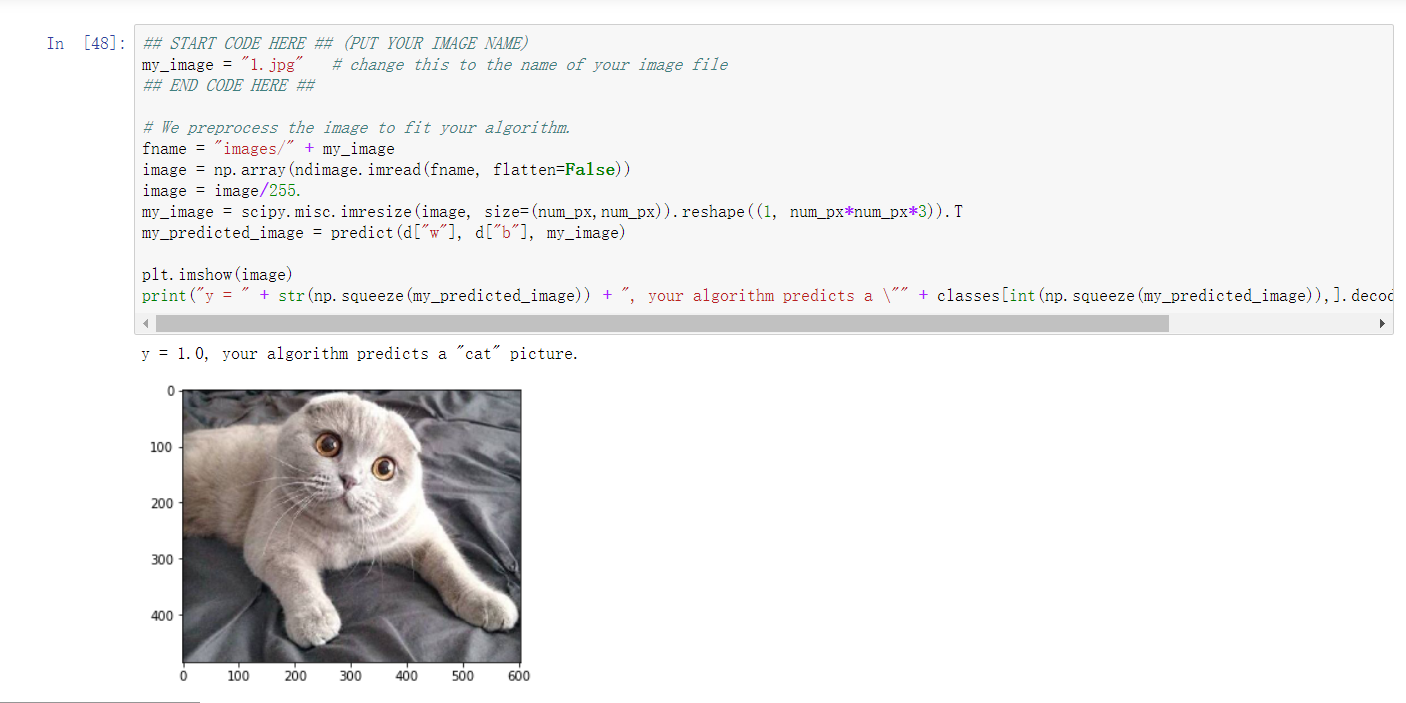 In [48]:
## START CODE HERE ## (PUT YOUR IMAGE NAME)
my_image = "1.jpg"   # change this to the name of your image file
## END CODE HERE ##
# We preprocess the image to fit your algorithm.
fname = "images/" + my_image
image = np.array(ndimage.imread(fname, flatten=False))
image = image/255.
my_image = scipy.misc.imresize(image, size=(num_px,num_px)).reshape((1, num_px*num_px*3)).T
my_predicted_image = predict(d["w"], d["b"], my_image)
plt.imshow(image)
print("y = " + str(np.squeeze(my_predicted_image)) + ", your algorithm predicts a \"" + classes[int(np.squeeze(my_predicted_image)),].decod
y = 1.0, your algorithm predicts a "cat" picture.
0
100
200
300
400
0 100 200 300 400 500 600